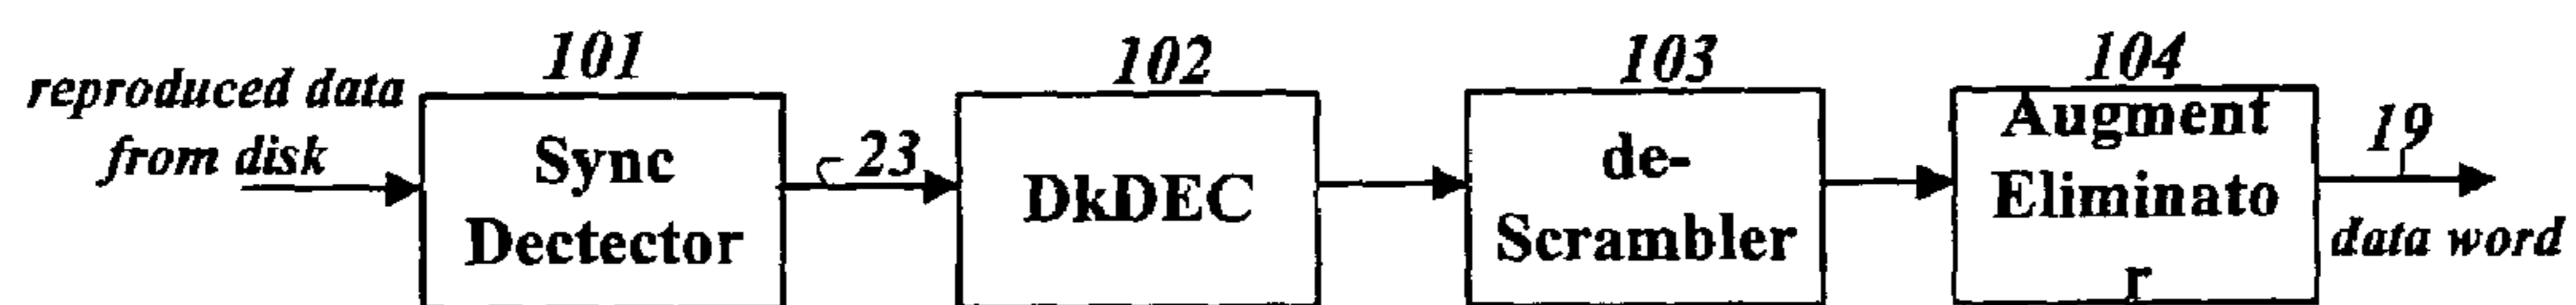 reproduced data
from disk
101
Sync
Dectector
23
102
DkDEC
103
de-
Scrambler
104
Augment
Eliminato
r
19
data word